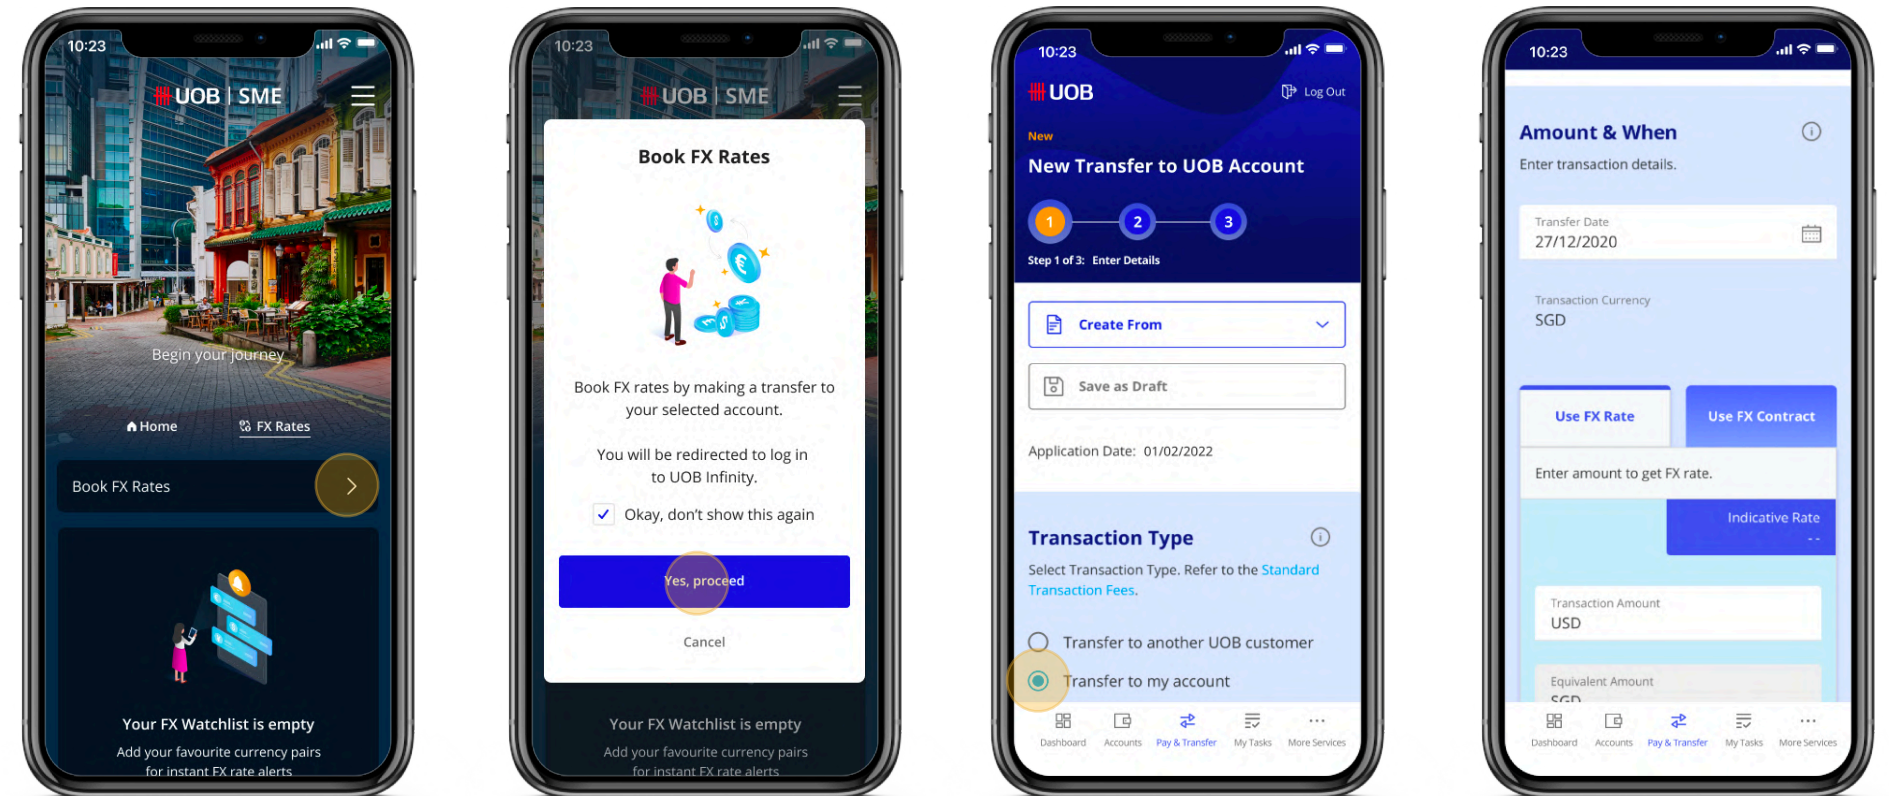 10:23
UOB | SME
Begin your journey
Home
FX Rates
Book FX Rates
Your FX Watchlist is empty
Add your favourite currency pairs
for instant FX rate alerts
10:23
UOB | SME
Book FX Rates
Book FX rates by making a transfer to
your selected account.
You will be redirected to log in
to UOB Infinity.
Okay, don't show this again
Yes, proceed
Cancel
Your FX Watchlist is empty
Add your favourite currency pairs
for instant FX rate alerts
10:23
UOB
Log Out
New
New Transfer to UOB Account
1
2
3
Step 1 of 3: Enter Details
Create From
Save as Draft
Application Date: 01/02/2022
Transaction Type
Select Transaction Type. Refer to the Standard
Transaction Fees.
Transfer to another UOB customer
Transfer to my account
Dashboard
Accounts
Pay & Transfer
My Tasks
More Services
10:23
Amount & When
Enter transaction details.
Transfer Date
27/12/2020
Transaction Currency
SGD
Use FX Rate
Use FX Contract
Enter amount to get FX rate.
Indicative Rate
--
Transaction Amount
USD
Equivalent Amount
SGD
Dashboard
Accounts
Pay & Transfer
My Tasks
More Services